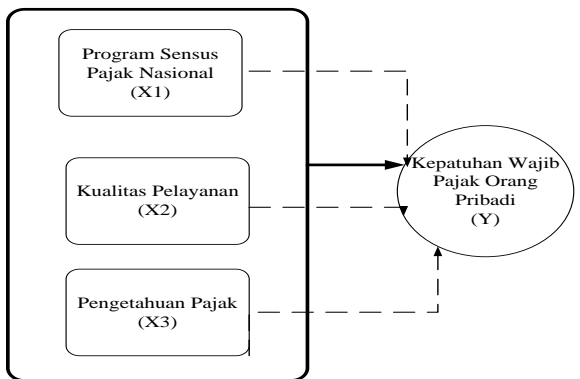 Program Sensus
Pajak Nasional
(X1)
Kualitas Pelayanan
(X2)
Pengetahuan Pajak
(X3)
Kepatuhan Wajib
Pajak Orang
Pribadi
(Y)